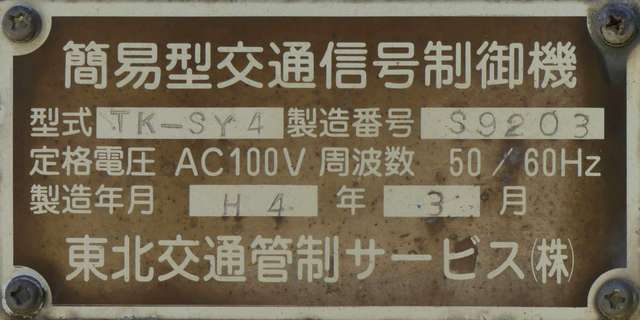 簡易型交通信号制御機
型式 TK-SY4 製造番号 S9203
定格電圧 AC100V 周波数 50/60Hz
製造年月 H4 年 3 月
東北交通管制サービス(株)